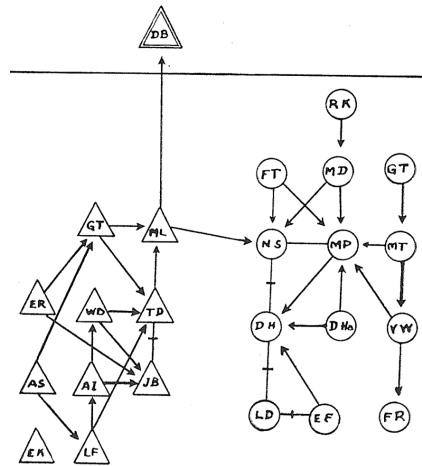 DB
RK
FT MD GT
GT ML NS MP MT
ER WD TD DH DHa YW
AS AI JB LD EF FR
EK LF